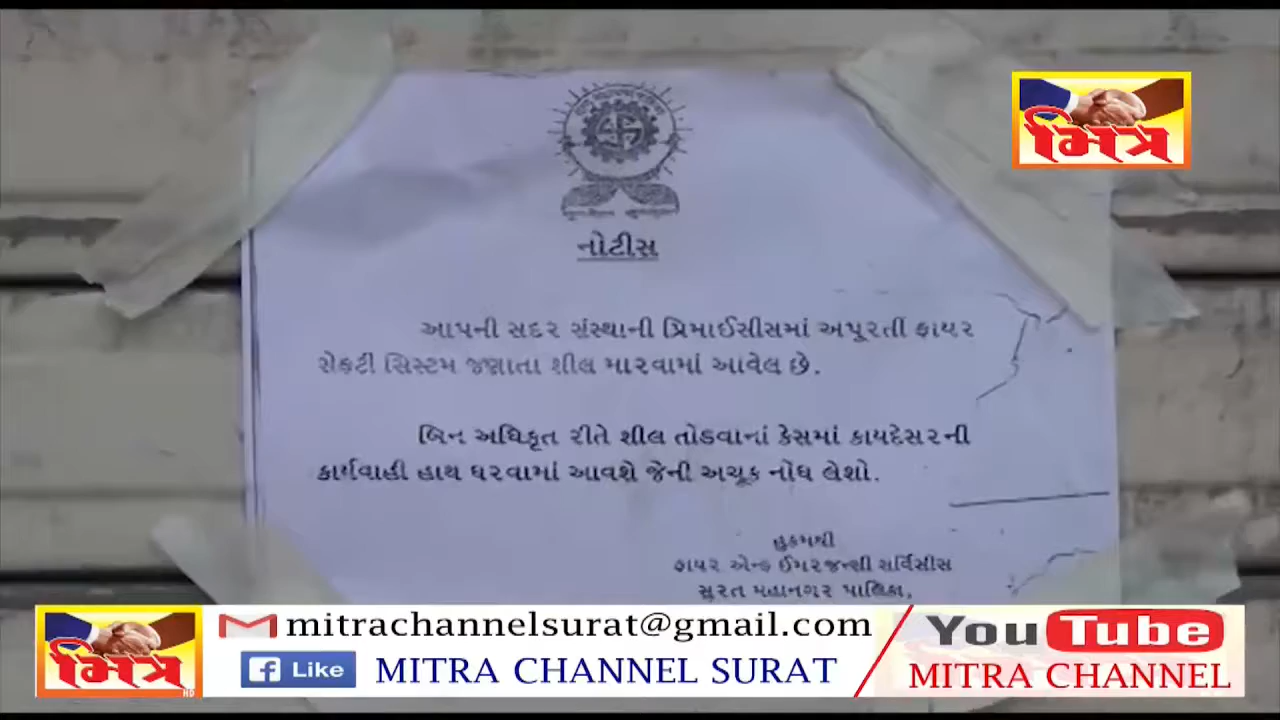 મિત્ર
નોટીસ
આપની સદર સંસ્થાની પ્રિમાઈસીસમાં અપૂરતી ફાયર
સેફટી સિસ્ટમ જણાતા શીલ મારવામાં આવેલ છે.
બિન અધિકૃત રીતે શીલ તોડવાનાં કેસમાં કાયદેસરની
કાર્યવાહી હાથ ધરવામાં આવશે જેની અચૂક નોંધ લેશો.
હુકમથી
ફાયર એન્ડ ઈમરજન્સી સર્વિસીસ
સુરત મહાનગર પાલિકા,
મિત્ર
HD
mitrachannelsurat@gmail.com
f Like
MITRA CHANNEL SURAT
YouTube
MITRA CHANNEL